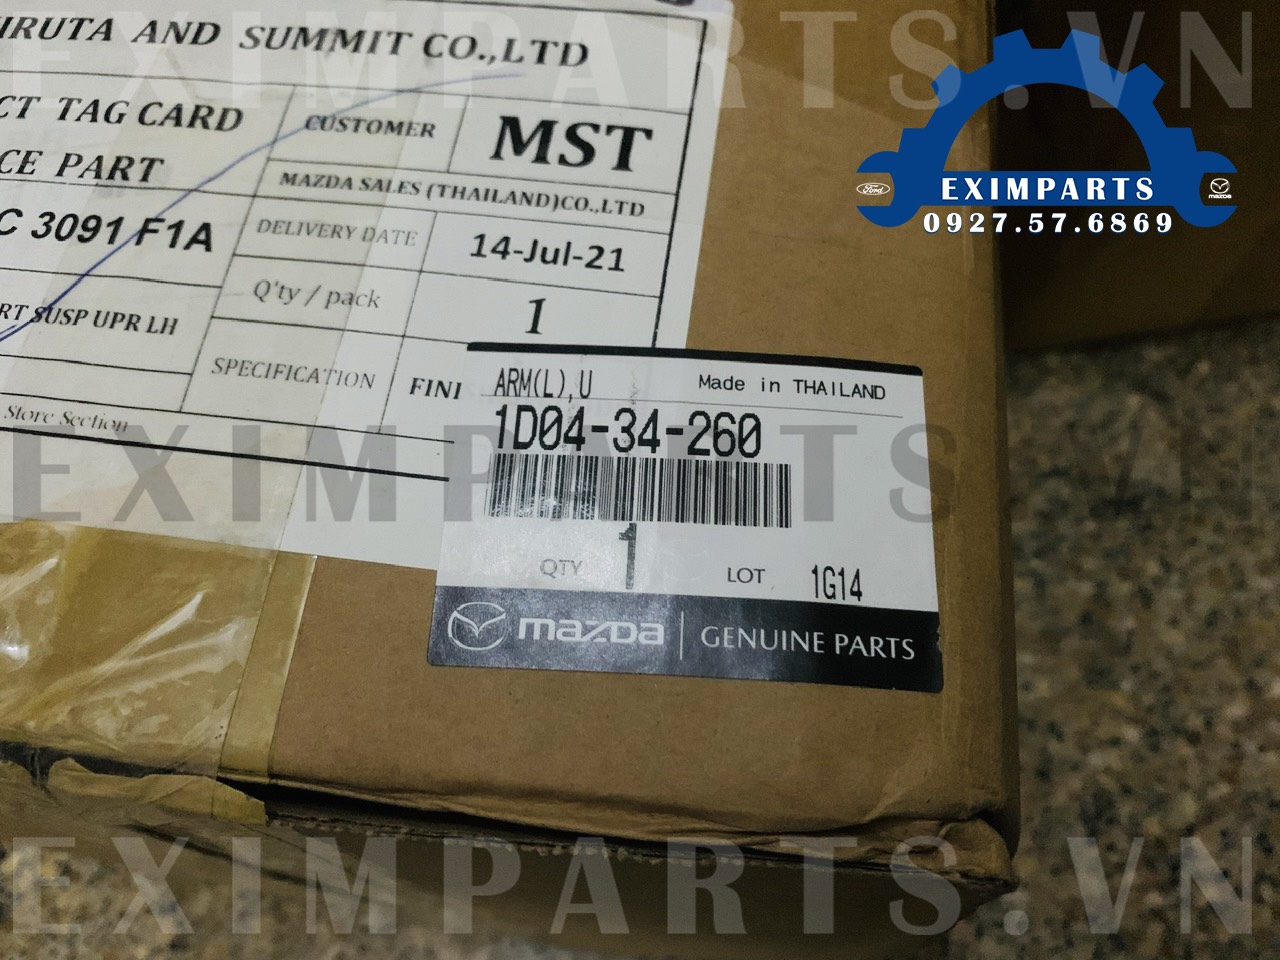 IRUTA AND SUMMIT CO.,LTD
CT TAG CARD
CE PART
CUSTOMER
MST
MAZDA SALES (THAILAND)CO.,LTD
C 3091 F1A
DELIVERY DATE
14-Jul-21
Q'ty / pack
1
RT SUSP UPR LH
SPECIFICATION
FINI
Store Section
ARM(L),U
Made in THAILAND
1D04-34-260
QTY
1
LOT
1G14
mazda
GENUINE PARTS
Ford
EXIMPARTS
mazda
0927.57.6869
EXIMPARTS.VN
EXIMPARTS.VN
EXIMPARTS.VN